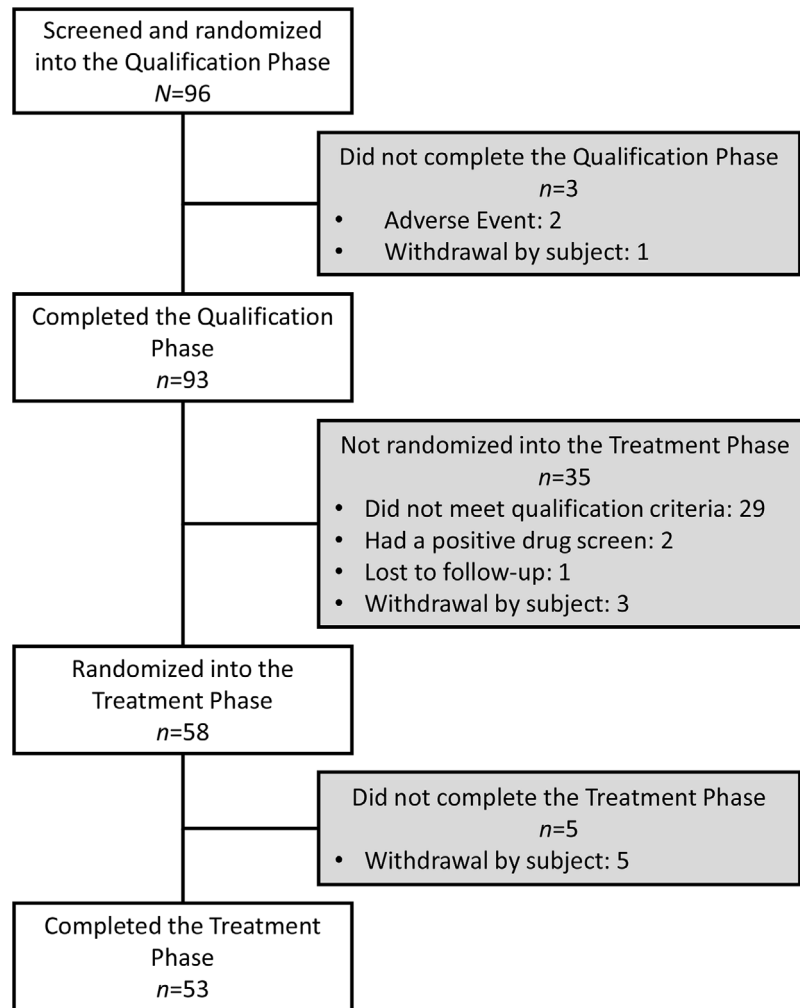 Screened and randomized
into the Qualification Phase
N=96
Did not complete the Qualification Phase
n=3
• Adverse Event: 2
• Withdrawal by subject: 1
Completed the Qualification
Phase
n=93
Not randomized into the Treatment Phase
n=35
• Did not meet qualification criteria: 29
• Had a positive drug screen: 2
• Lost to follow-up: 1
• Withdrawal by subject: 3
Randomized into the
Treatment Phase
n=58
Did not complete the Treatment Phase
n=5
• Withdrawal by subject: 5
Completed the Treatment
Phase
n=53